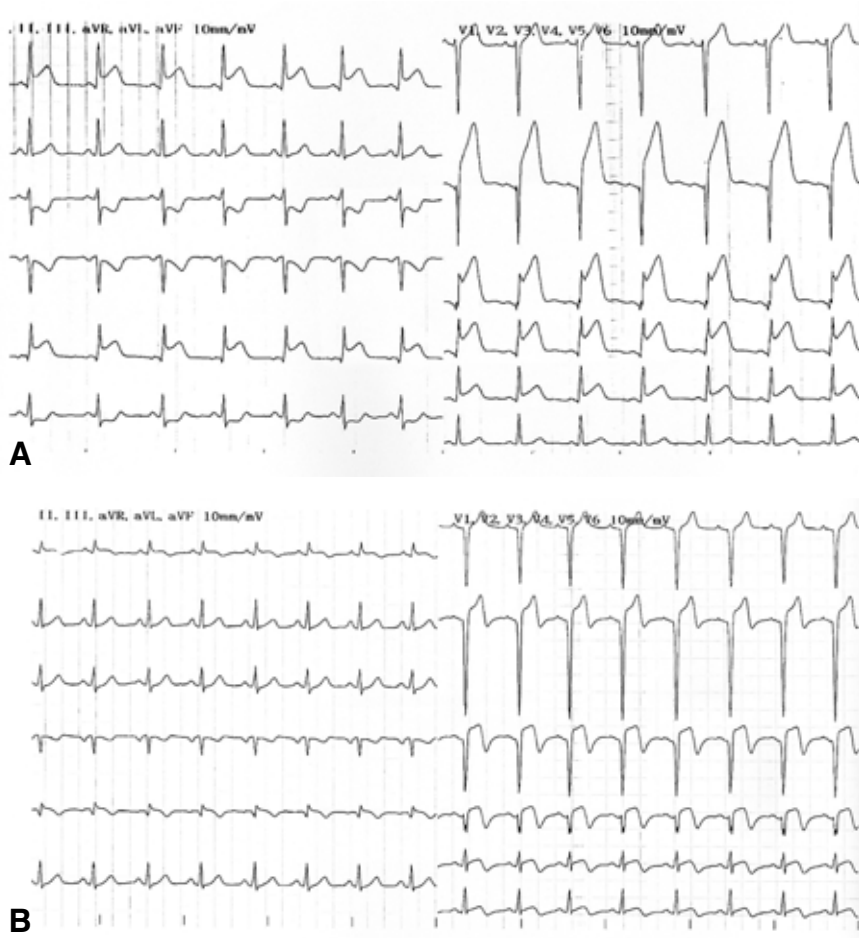 , II, III, aVR, aVL, aVF 10mm/mV
V1, V2, V3, V4, V5, V6 10mm/mV
A
II, III, aVR, aVL, aVF 10mm/mV
V1, V2, V3, V4, V5, V6 10mm/mV
B